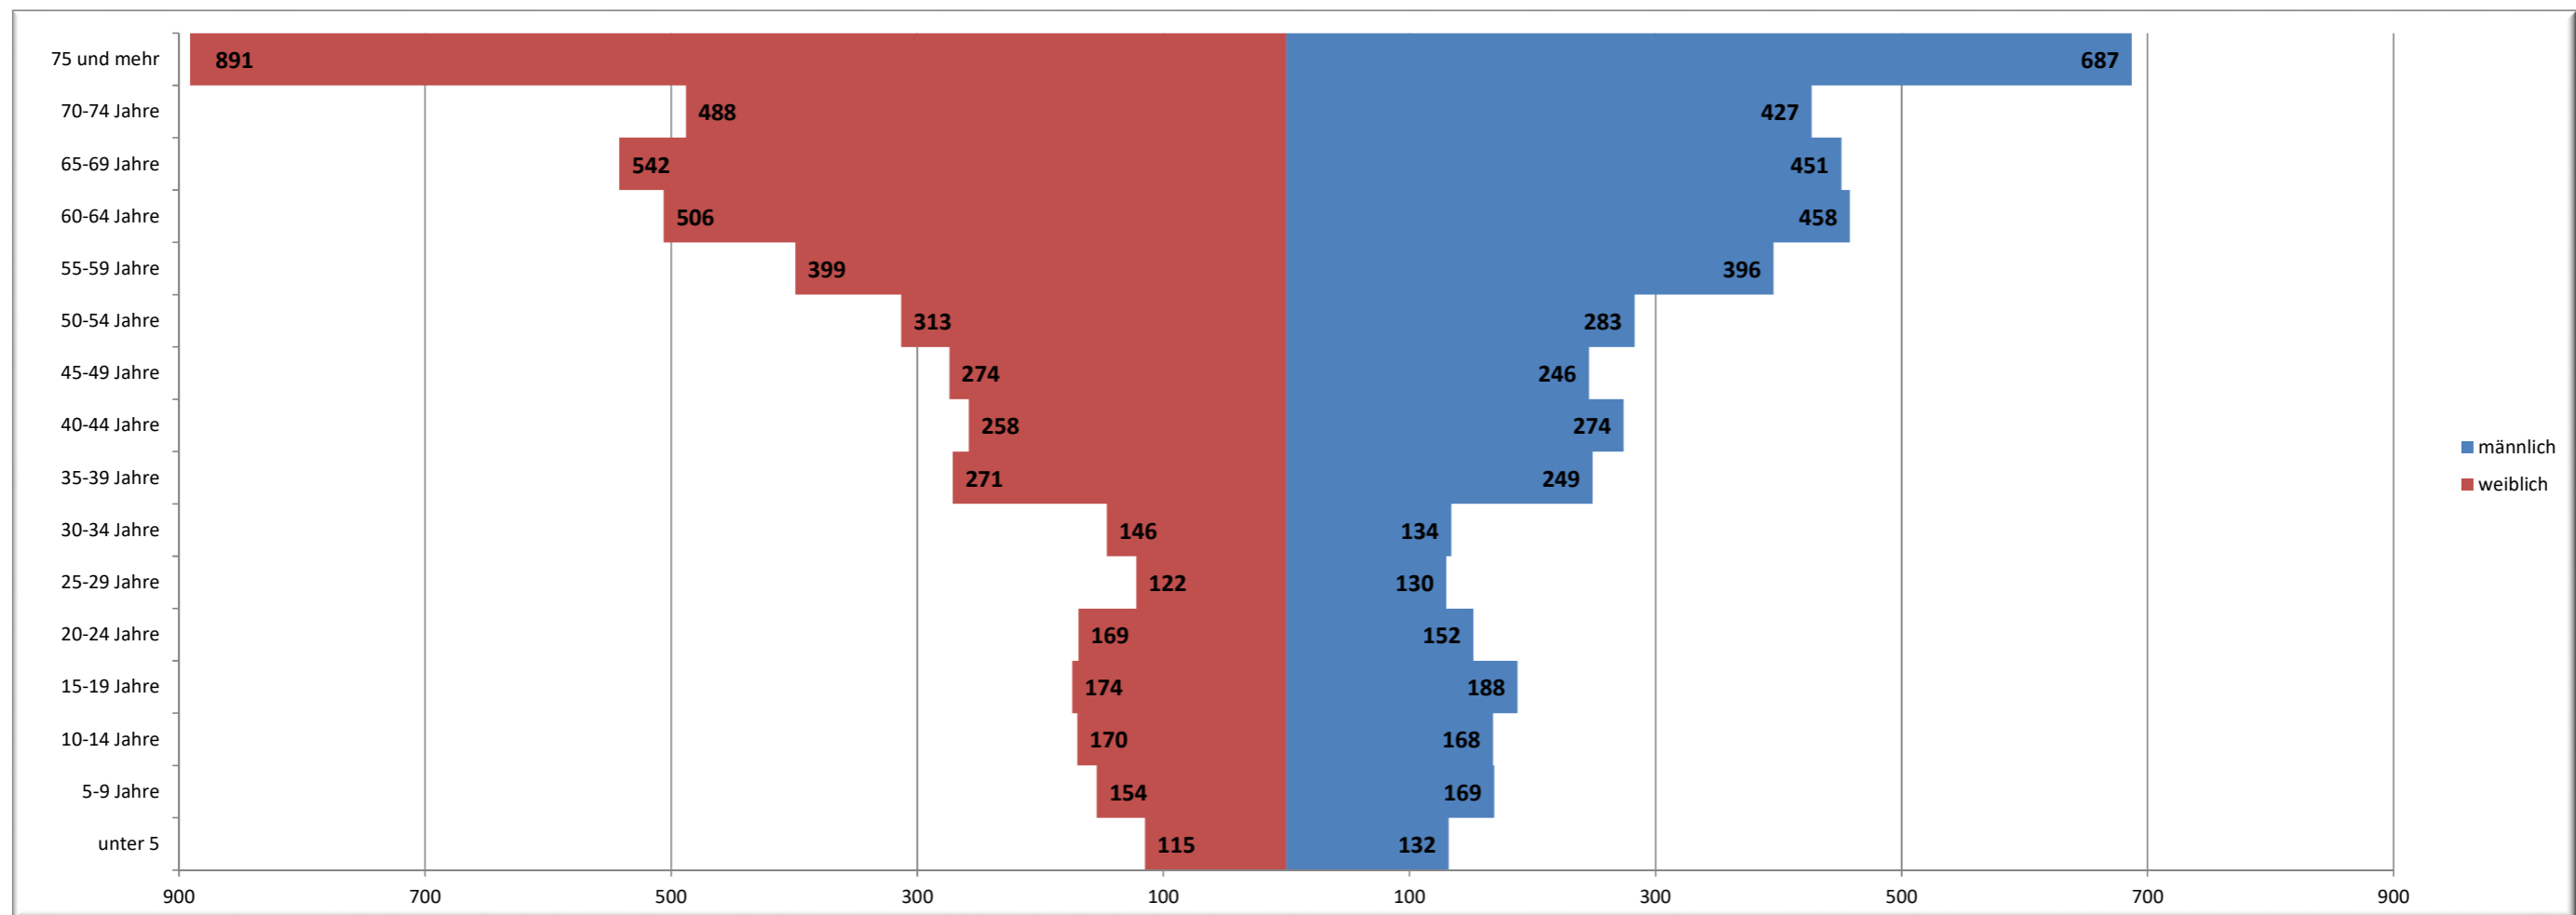 75 und mehr 891 687
70-74 Jahre 488 427
65-69 Jahre 542 451
60-64 Jahre 506 458
55-59 Jahre 399 396
50-54 Jahre 313 283
45-49 Jahre 274 246
40-44 Jahre 258 274
35-39 Jahre 271 249
30-34 Jahre 146 134
25-29 Jahre 122 130
20-24 Jahre 169 152
15-19 Jahre 174 188
10-14 Jahre 170 168
5-9 Jahre 154 169
unter 5 115 132
900 700 500 300 100 100 300 500 700 900
männlich
weiblich